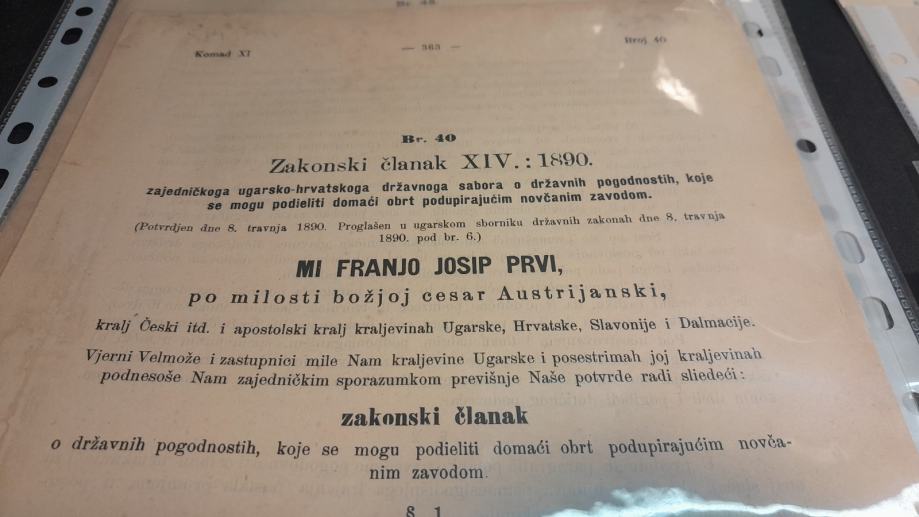 Komad XI
— 363 —
Broj 40
Br. 40
Zakonski članak XIV.: 1890.
zajedničkoga ugarsko-hrvatskoga državnoga sabora o državnih pogodnostih, koje
se mogu podieliti domaći obrt podupirajućim novčanim zavodom.
(Potvrdjen dne 8. travnja 1890. Proglašen u ugarskom sborniku državnih zakonah dne 8. travnja
1890. pod br. 6.)
MI FRANJO JOSIP PRVI,
po milosti božjoj cesar Austrijanski,
kralj Česki itd. i apostolski kralj kraljevinah Ugarske, Hrvatske, Slavonije i Dalmacije.
Vjerni Velmože i zastupnici mile Nam kraljevine Ugarske i posestrimah joj kraljevinah
podnesoše Nam zajedničkim sporazumkom previšnje Naše potvrde radi sliedeći:
zakonski članak
o državnih pogodnostih, koje se mogu podieliti domaći obrt podupirajućim novča-
nim zavodom.
§ 1